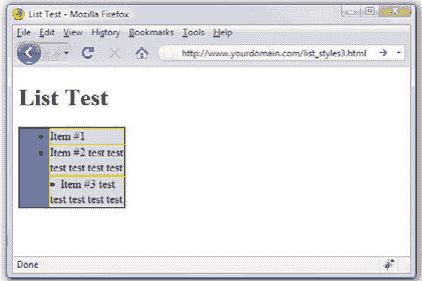 List Test - Mozilla Firefox
File Edit View History Bookmarks Tools Help
http://www.yourdomain.com/list_styles3.html
List Test
Item #1
Item #2 test test
test test test test
Item #3 test
test test test test
Done